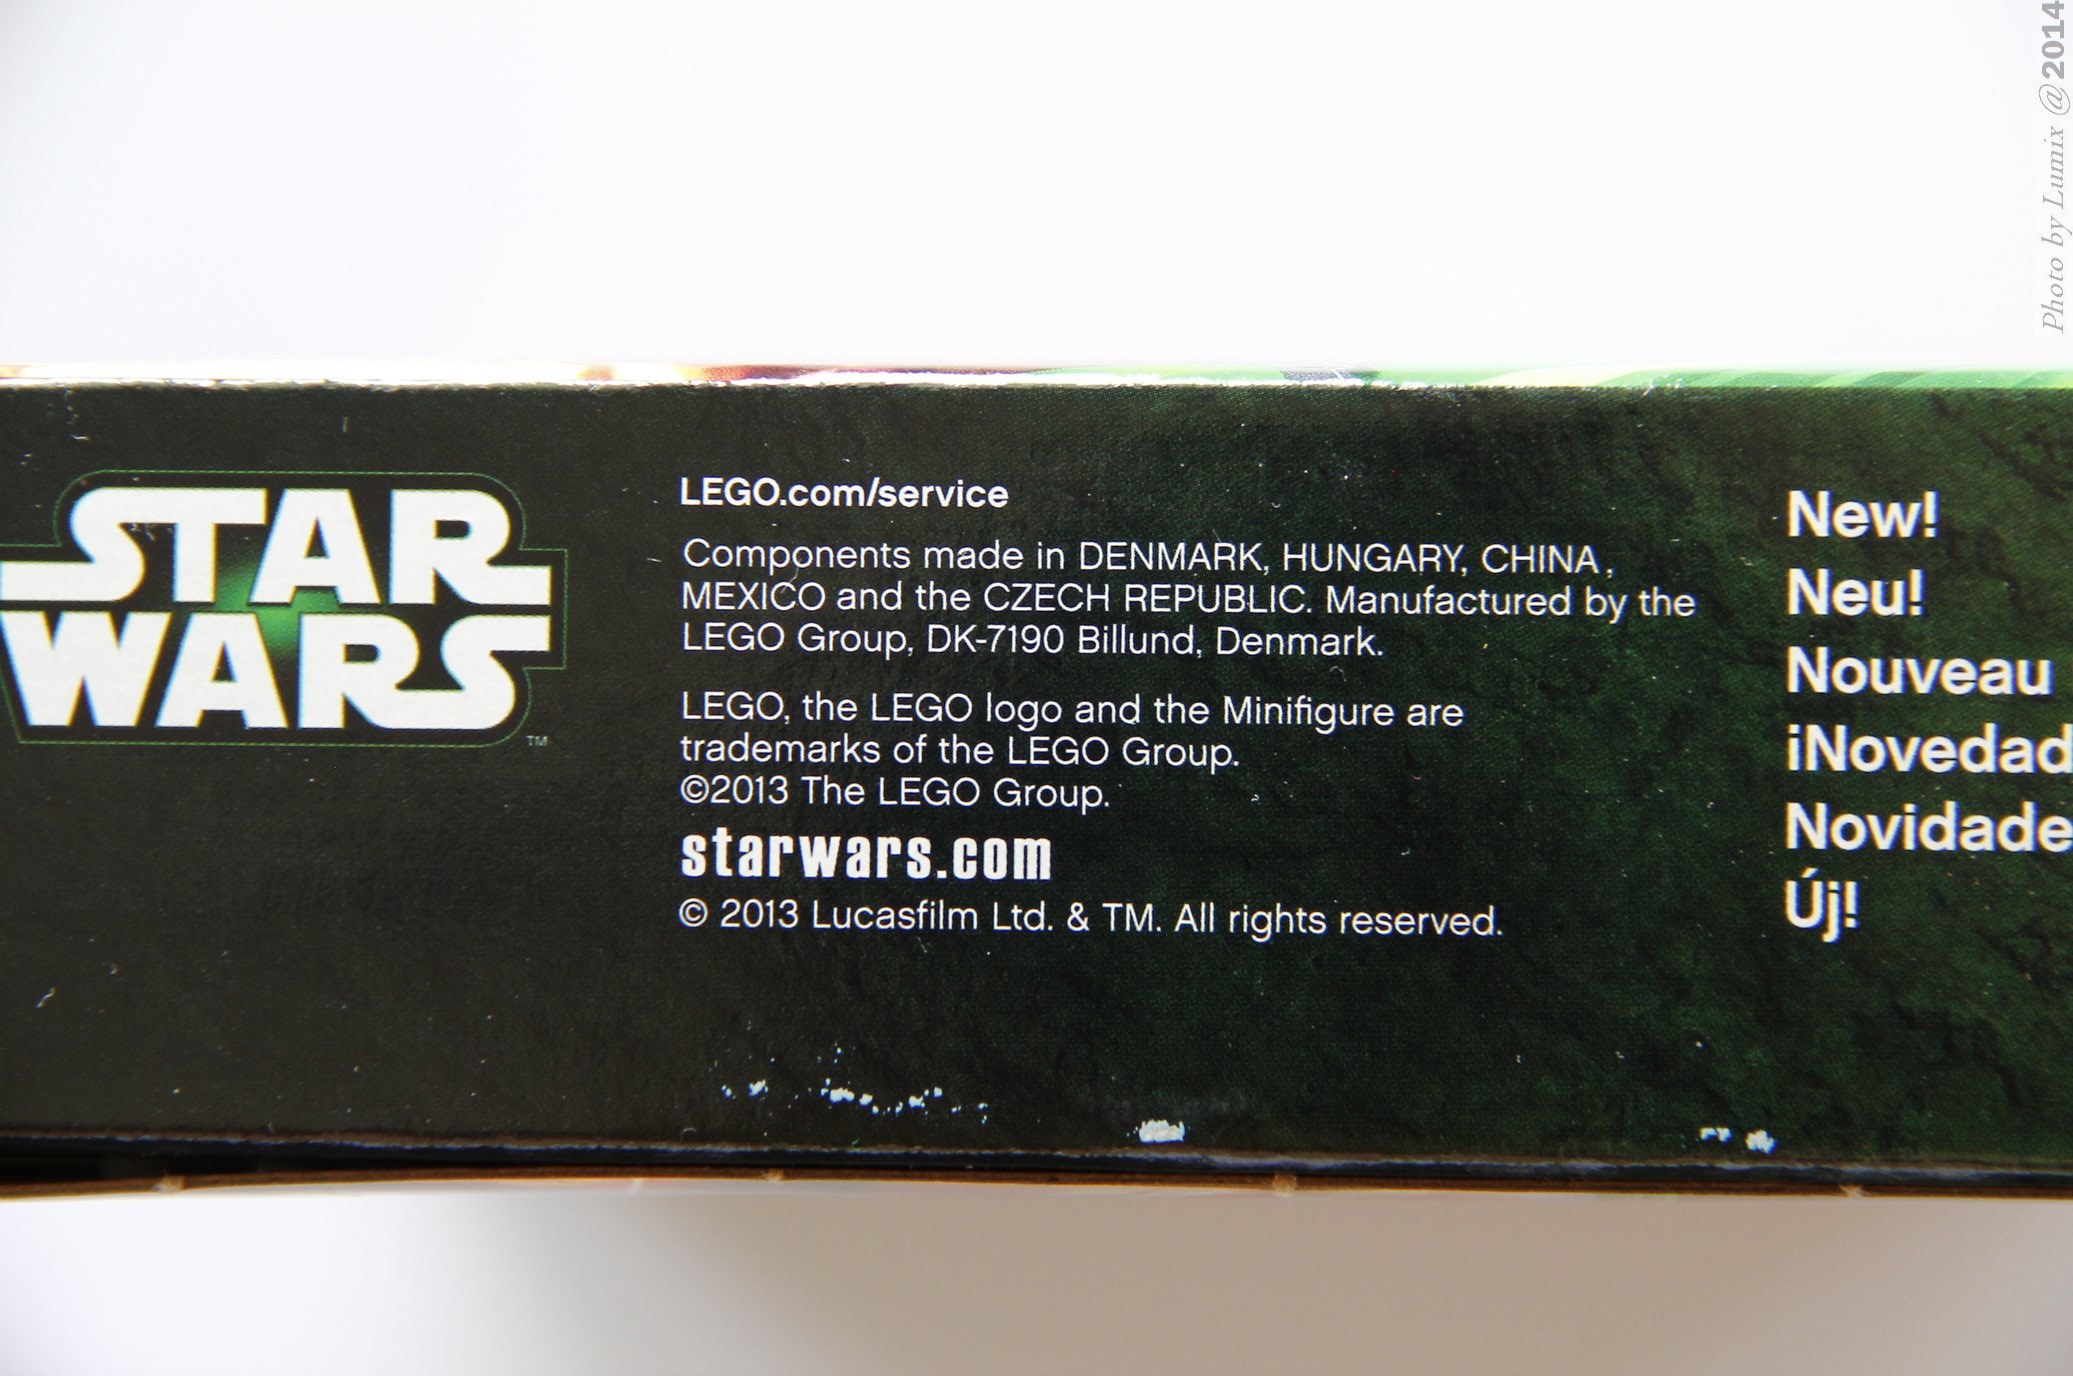 STAR
WARS
TM
LEGO.com/service
Components made in DENMARK, HUNGARY, CHINA,
MEXICO and the CZECH REPUBLIC. Manufactured by the
LEGO Group, DK-7190 Billund, Denmark.
LEGO, the LEGO logo and the Minifigure are
trademarks of the LEGO Group.
©2013 The LEGO Group.
starwars.com
© 2013 Lucasfilm Ltd. & TM. All rights reserved.
New!
Neu!
Nouveau
¡Novedad
Novidade
Új!
Photo by Lumix @2014